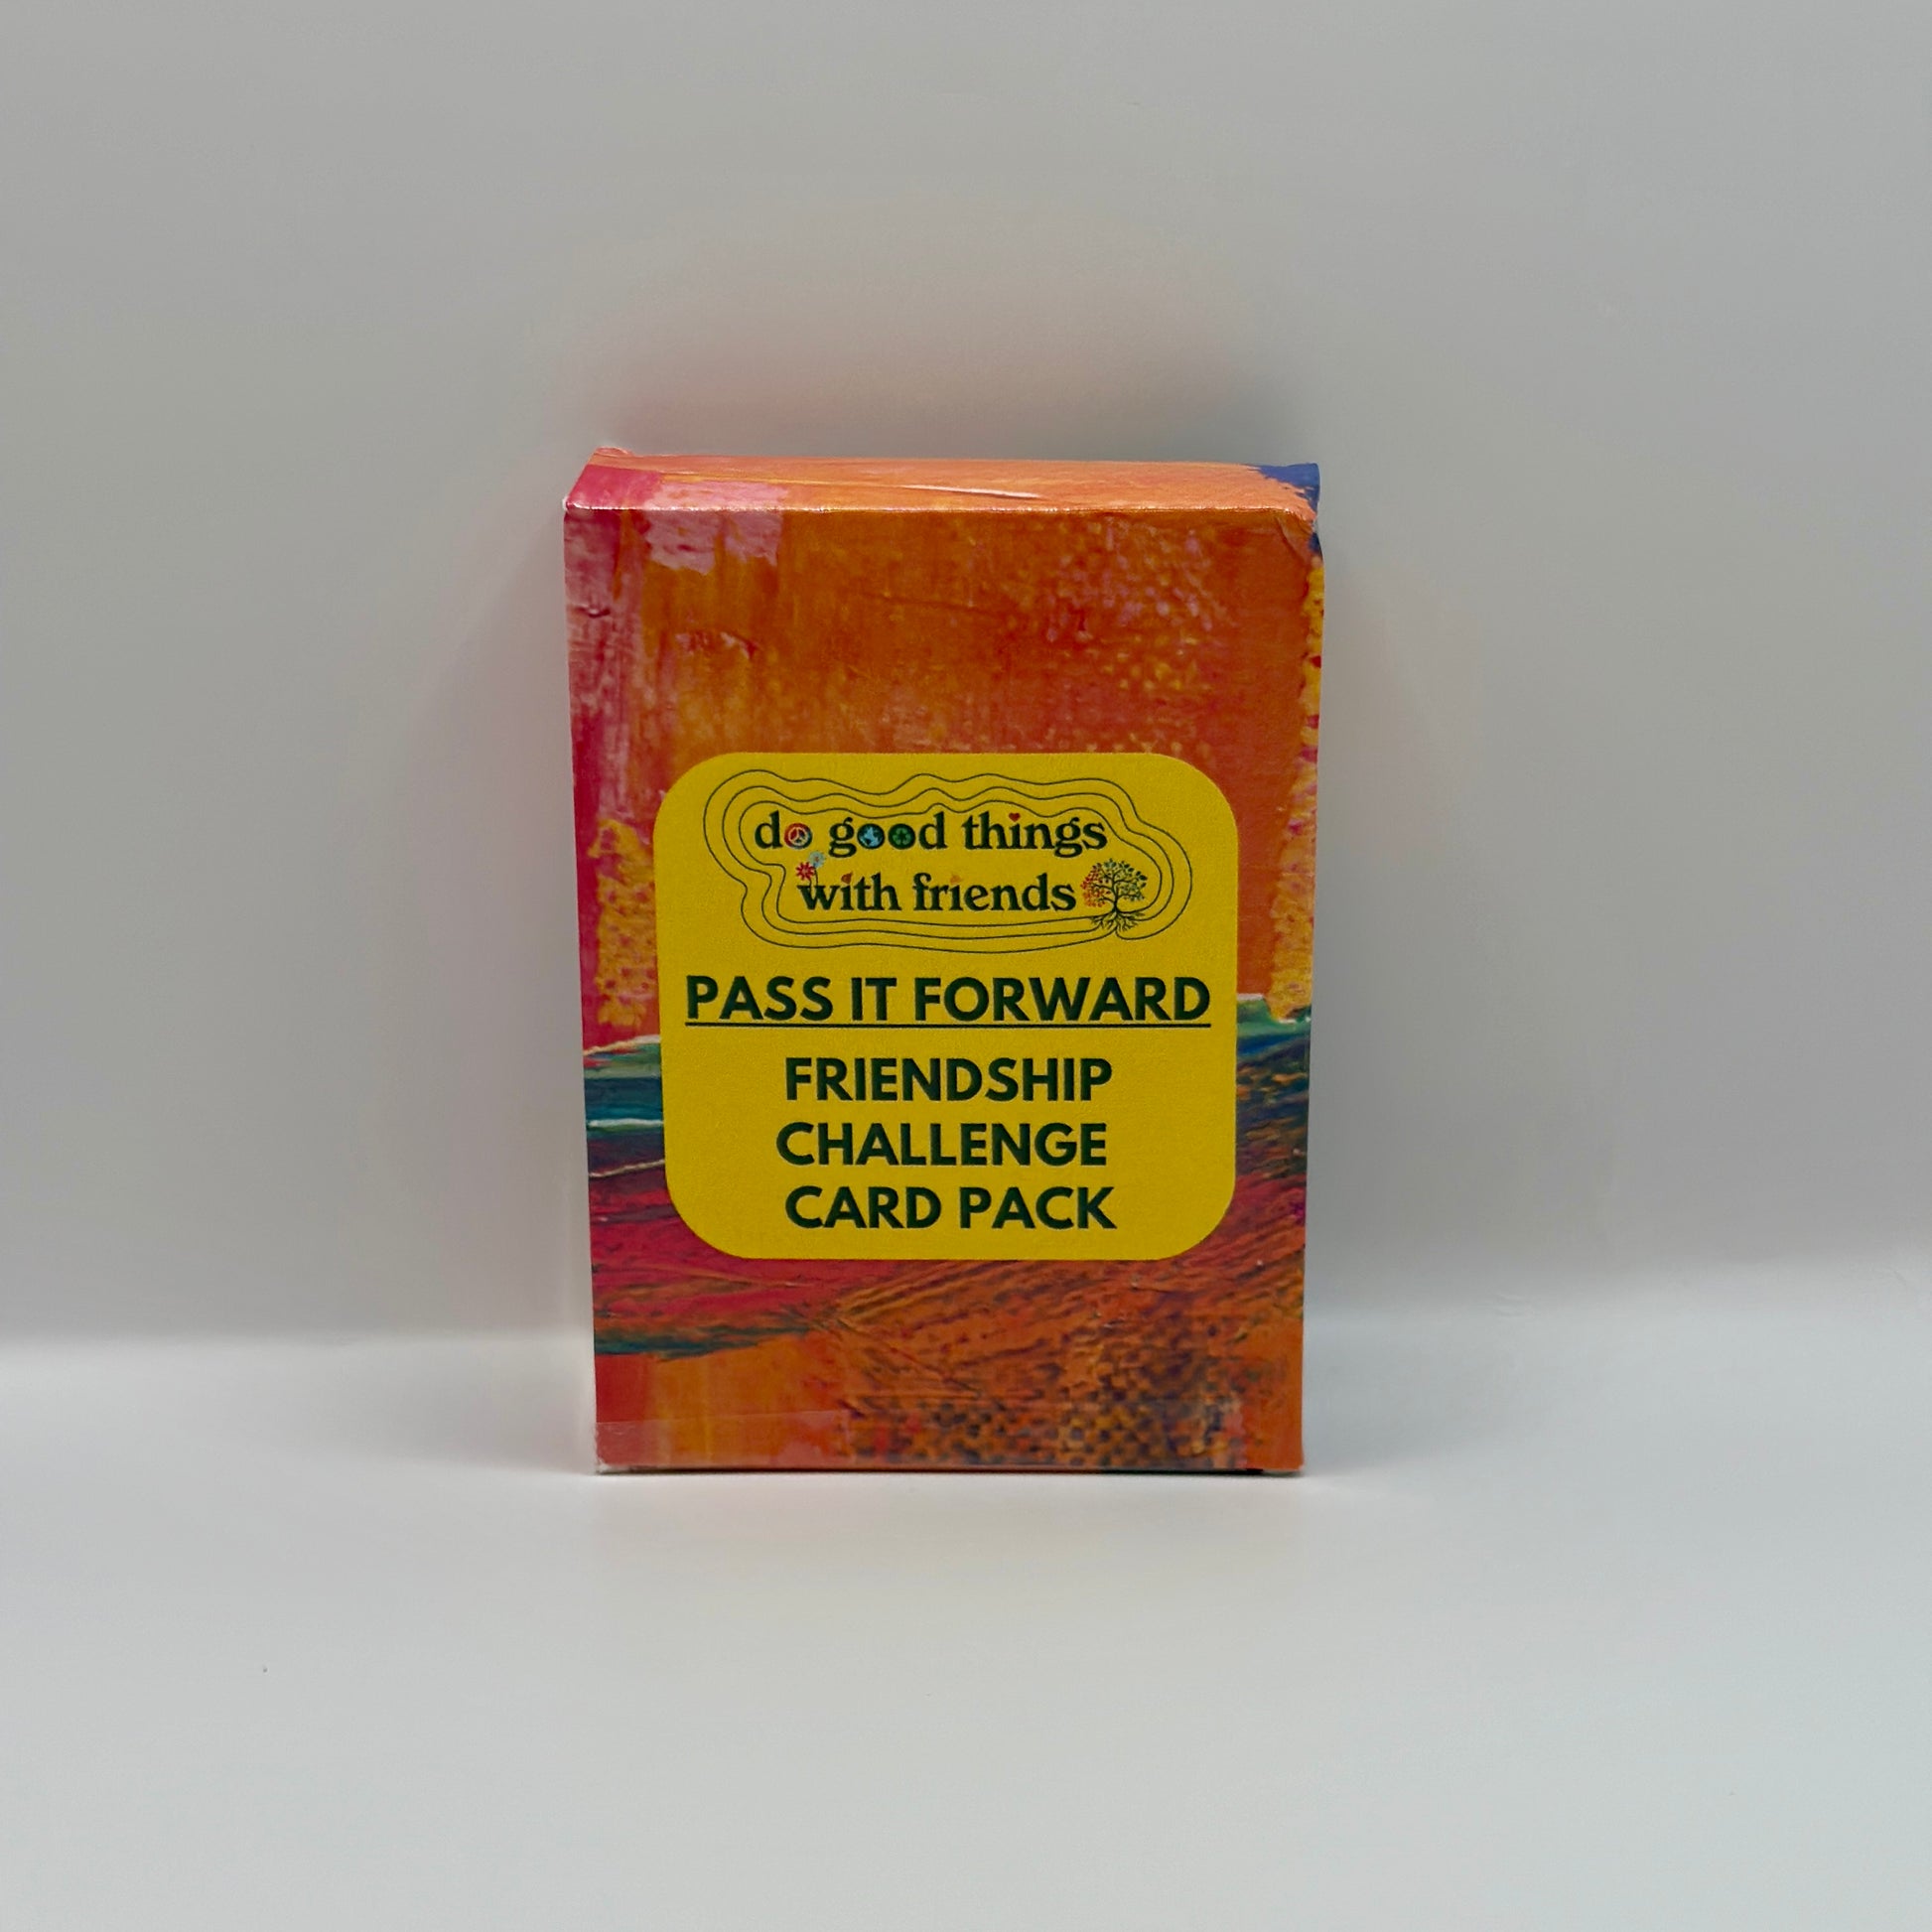 do good things
with friends
PASS IT FORWARD
FRIENDSHIP
CHALLENGE
CARD PACK